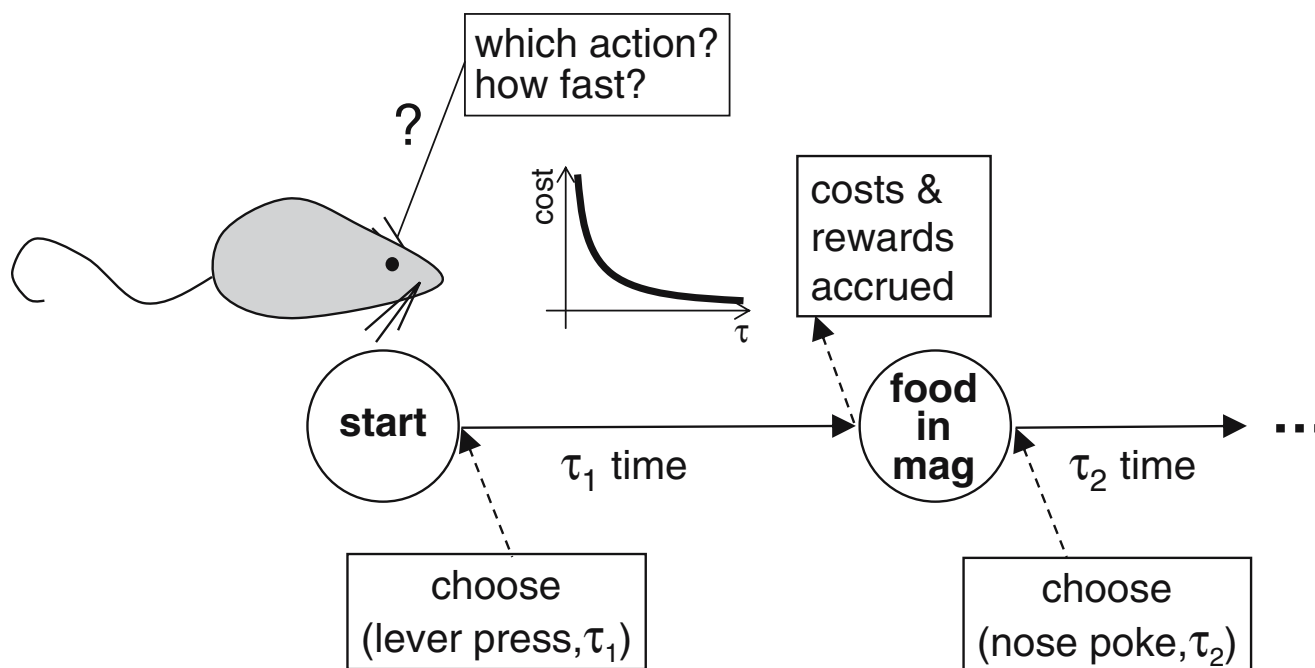 which action?
how fast?
?
cost
τ
costs &
rewards
accrued
start
τ₁ time
food
in
mag
τ₂ time
...
choose
(lever press,τ₁)
choose
(nose poke,τ₂)